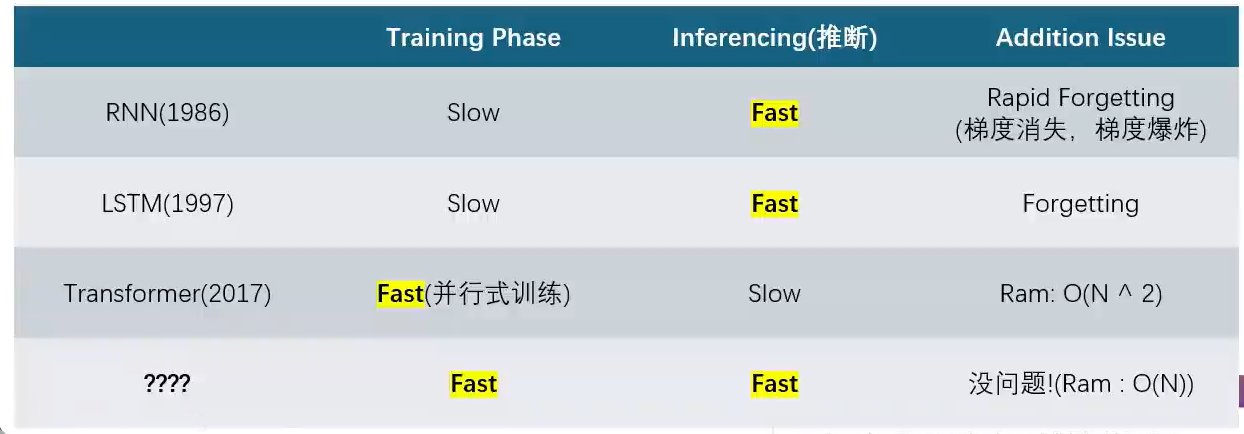 Training Phase Inferencing(推断) Addition Issue
RNN(1986) Slow Fast Rapid Forgetting
(梯度消失，梯度爆炸)
LSTM(1997) Slow Fast Forgetting
Transformer(2017) Fast(并行式训练) Slow Ram: O(N ^ 2)
???? Fast Fast 没问题!(Ram : O(N))